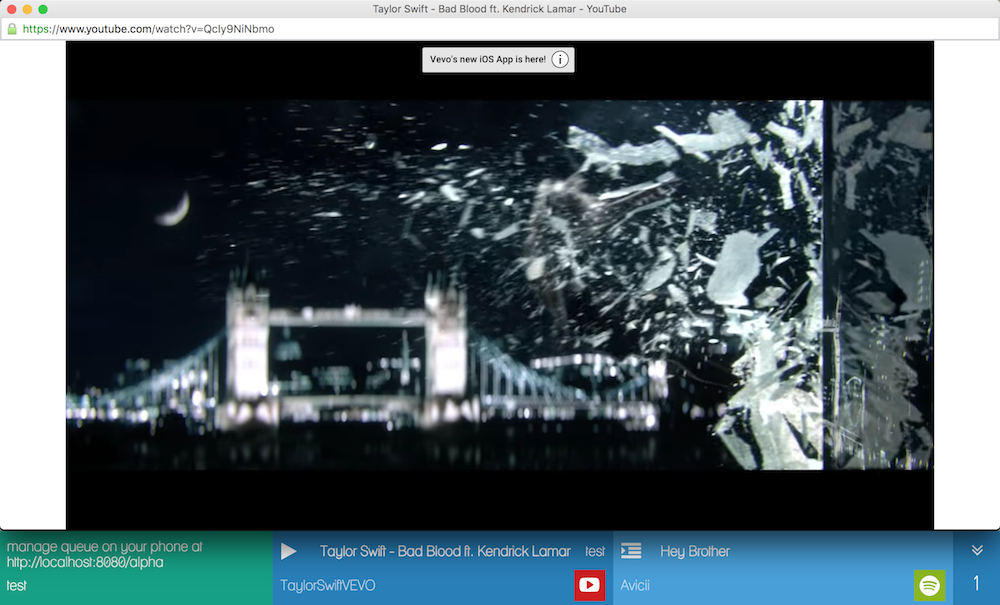 Taylor Swift - Bad Blood ft. Kendrick Lamar - YouTube
https://www.youtube.com/watch?v=QcIy9NiNbmo
Vevo's new iOS App is here!
manage queue on your phone at
http://localhost:8080/alpha
test
Taylor Swift - Bad Blood ft. Kendrick Lamar test
TaylorSwiftVEVO
Hey Brother
Avicii
1